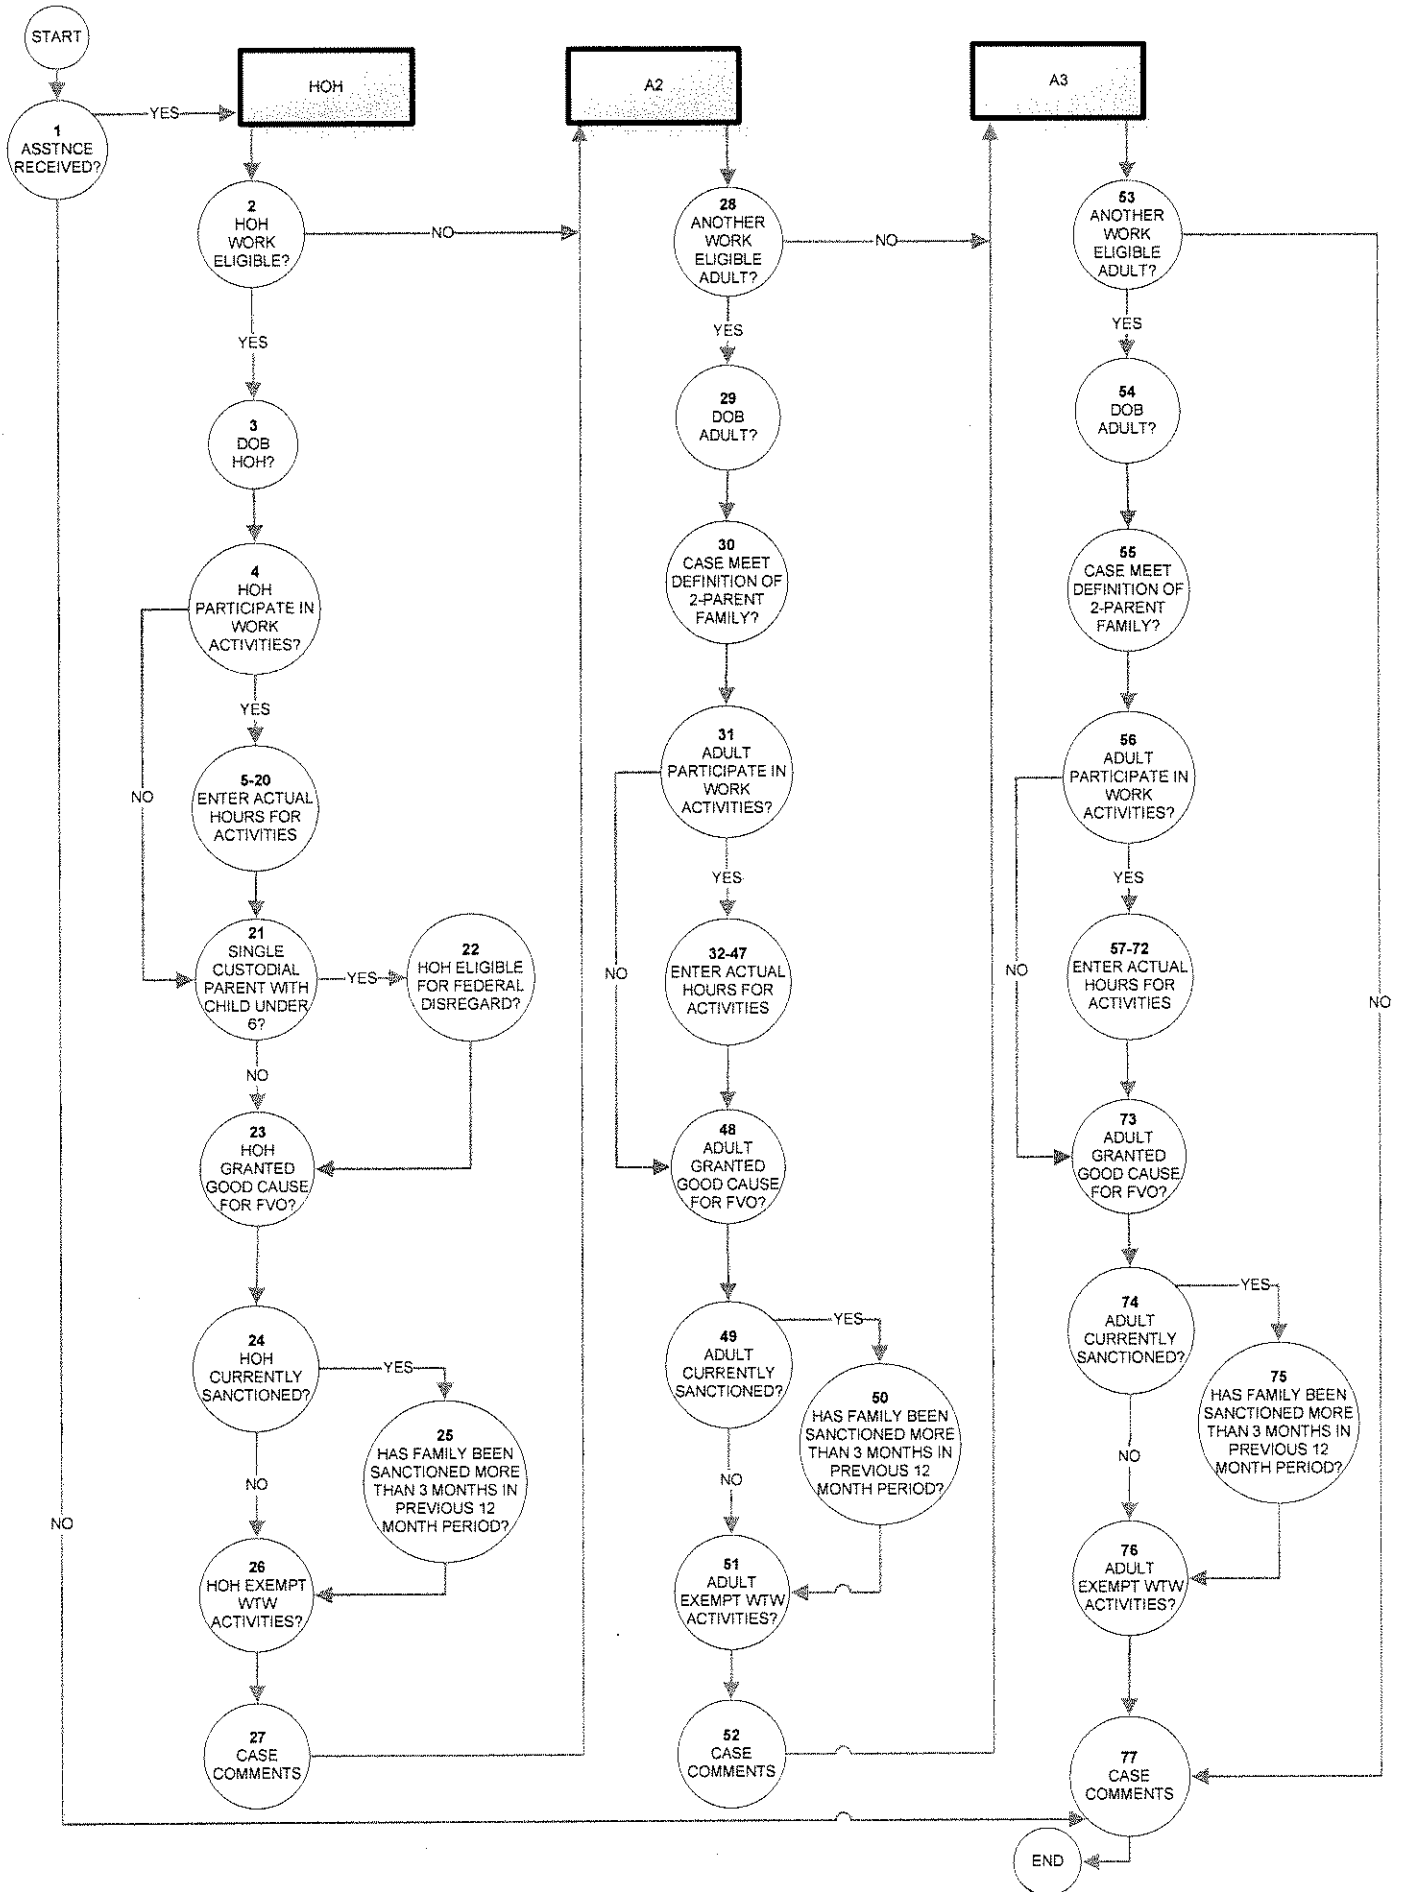 START
1
ASSTNCE
RECEIVED?
YES
NO
HOH
2
HOH
WORK
ELIGIBLE?
NO
YES
3
DOB
HOH?
4
HOH
PARTICIPATE IN
WORK
ACTIVITIES?
YES
NO
5-20
ENTER ACTUAL
HOURS FOR
ACTIVITIES
21
SINGLE
CUSTODIAL
PARENT WITH
CHILD UNDER
6?
YES
22
HOH ELIGIBLE
FOR FEDERAL
DISREGARD?
NO
23
HOH
GRANTED
GOOD CAUSE
FOR FVO?
24
HOH
CURRENTLY
SANCTIONED?
YES
25
HAS FAMILY BEEN
SANCTIONED MORE
THAN 3 MONTHS IN
PREVIOUS 12
MONTH PERIOD?
NO
26
HOH EXEMPT
WTW
ACTIVITIES?
27
CASE
COMMENTS
A2
28
ANOTHER
WORK
ELIGIBLE
ADULT?
NO
YES
29
DOB
ADULT?
30
CASE MEET
DEFINITION OF
2-PARENT
FAMILY?
31
ADULT
PARTICIPATE IN
WORK
ACTIVITIES?
YES
NO
32-47
ENTER ACTUAL
HOURS FOR
ACTIVITIES
48
ADULT
GRANTED
GOOD CAUSE
FOR FVO?
49
ADULT
CURRENTLY
SANCTIONED?
YES
50
HAS FAMILY BEEN
SANCTIONED MORE
THAN 3 MONTHS IN
PREVIOUS 12
MONTH PERIOD?
NO
51
ADULT
EXEMPT WTW
ACTIVITIES?
52
CASE
COMMENTS
A3
53
ANOTHER
WORK
ELIGIBLE
ADULT?
YES
NO
54
DOB
ADULT?
55
CASE MEET
DEFINITION OF
2-PARENT
FAMILY?
56
ADULT
PARTICIPATE IN
WORK
ACTIVITIES?
YES
NO
57-72
ENTER ACTUAL
HOURS FOR
ACTIVITIES
73
ADULT
GRANTED
GOOD CAUSE
FOR FVO?
74
ADULT
CURRENTLY
SANCTIONED?
YES
75
HAS FAMILY BEEN
SANCTIONED MORE
THAN 3 MONTHS IN
PREVIOUS 12
MONTH PERIOD?
NO
76
ADULT
EXEMPT WTW
ACTIVITIES?
77
CASE
COMMENTS
END